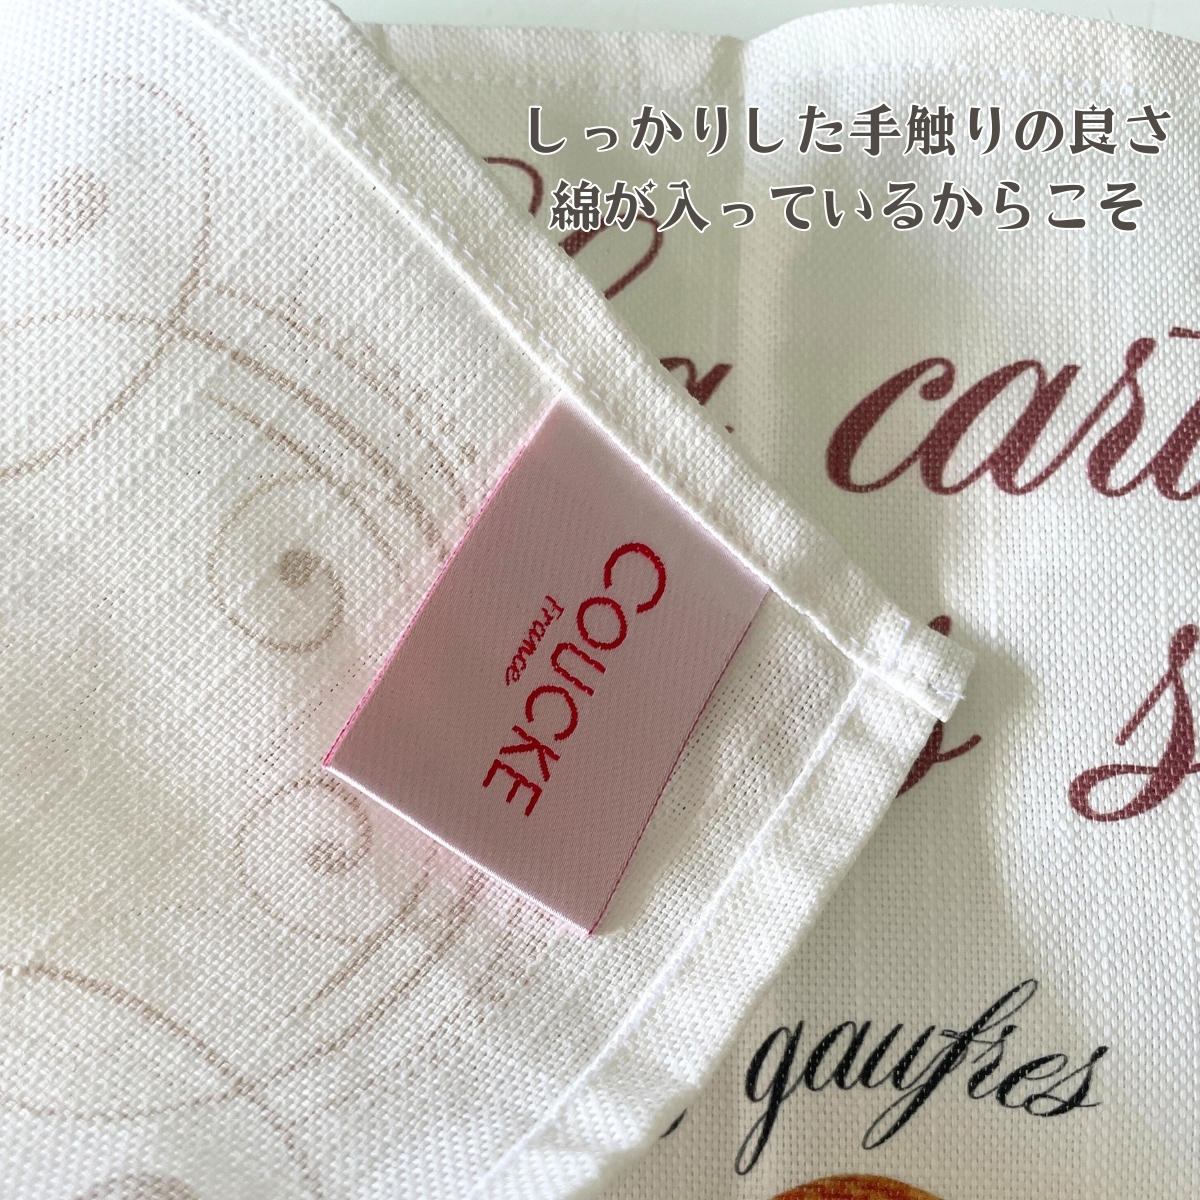 しっかりした手触りの良さ
綿が入っているからこそ
COUCKE
France
gaufres